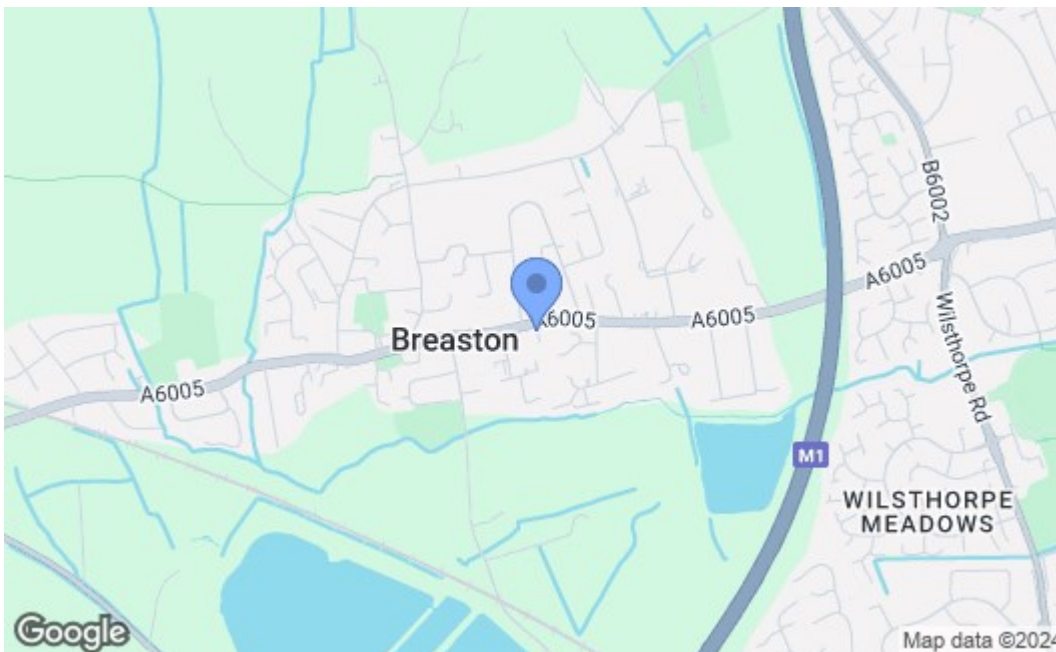 B6002
A6005
A6005
A6005
Breaston
A6005
Wilsthorpe Rd
M1
WILSTHORPE
MEADOWS
Google
Map data ©2024